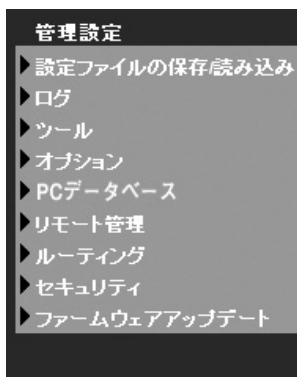 管理設定
設定ファイルの保存/読み込み
ログ
ツール
オプション
PCデータベース
リモート管理
ルーティング
セキュリティ
ファームウェアアップデート